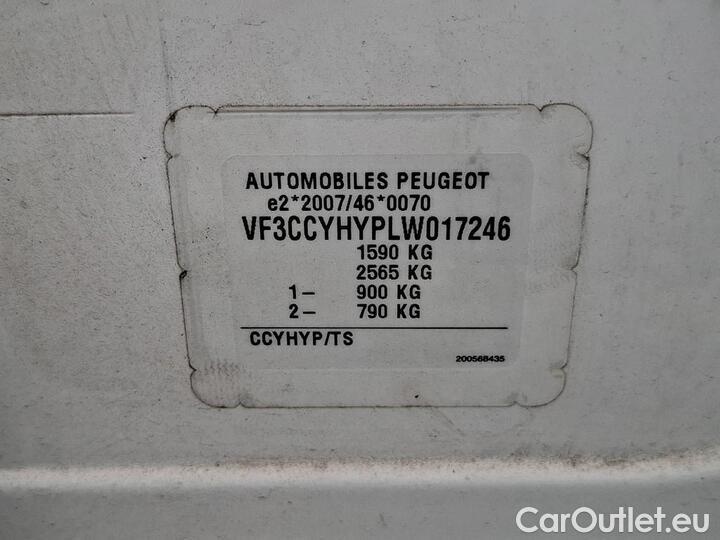 AUTOMOBILES PEUGEOT
e2*2007/46*0070
VF3CCYHYPLW017246
1590 KG
2565 KG
1- 900 KG
2- 790 KG
CCYHYP/TS
200568435
CarOutlet.eu